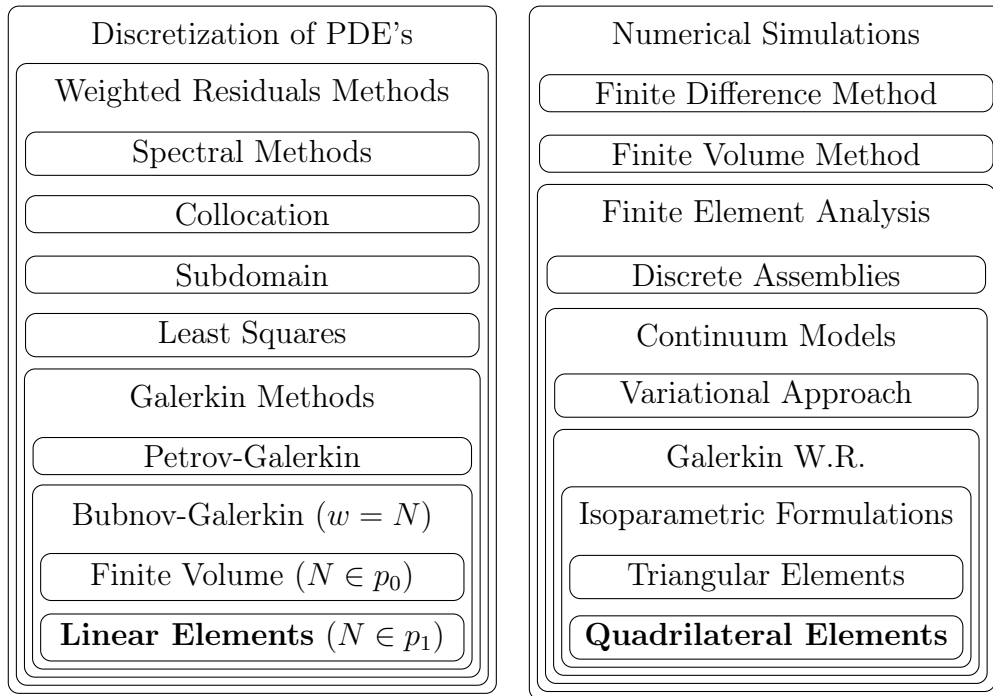 Discretization of PDE's
Weighted Residuals Methods
Spectral Methods
Collocation
Subdomain
Least Squares
Galerkin Methods
Petrov-Galerkin
Bubnov-Galerkin (w = N)
Finite Volume (N ∈ p₀)
Linear Elements (N ∈ p₁)
Numerical Simulations
Finite Difference Method
Finite Volume Method
Finite Element Analysis
Discrete Assemblies
Continuum Models
Variational Approach
Galerkin W.R.
Isoparametric Formulations
Triangular Elements
Quadrilateral Elements